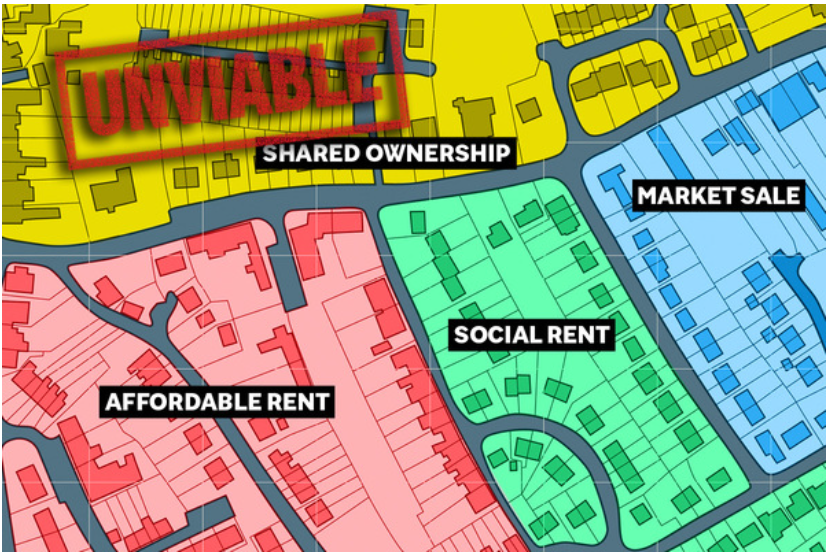 UNVIABLE
SHARED OWNERSHIP
MARKET SALE
SOCIAL RENT
AFFORDABLE RENT